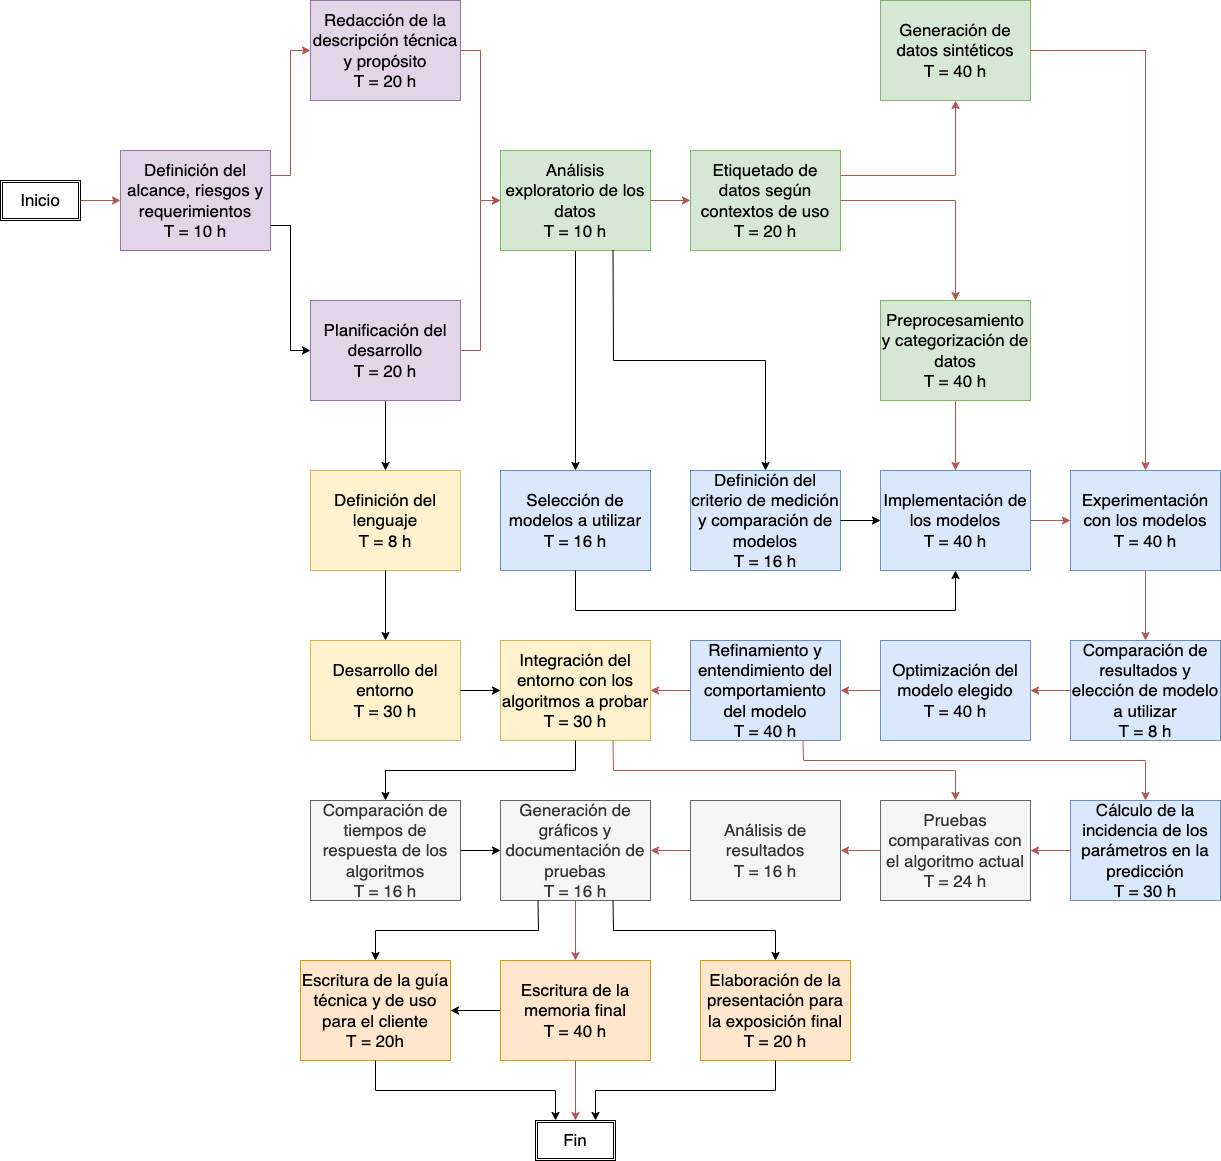 Redacción de la
descripción técnica
y propósito
T = 20 h
Generación de
datos sintéticos
T = 40 h
Inicio
Definición del
alcance, riesgos y
requerimientos
T = 10 h
Análisis
exploratorio de los
datos
T = 10 h
Etiquetado de
datos según
contextos de uso
T = 20 h
Planificación del
desarrollo
T = 20 h
Preprocesamiento
y categorización de
datos
T = 40 h
Definición del
lenguaje
T = 8 h
Selección de
modelos a utilizar
T = 16 h
Definición del
criterio de medición
y comparación de
modelos
T = 16 h
Implementación de
los modelos
T = 40 h
Experimentación
con los modelos
T = 40 h
Desarrollo del
entorno
T = 30 h
Integración del
entorno con los
algoritmos a probar
T = 30 h
Refinamiento y
entendimiento del
comportamiento
del modelo
T = 40 h
Optimización del
modelo elegido
T = 40 h
Comparación de
resultados y
elección de modelo
a utilizar
T = 8 h
Comparación de
tiempos de
respuesta de los
algoritmos
T = 16 h
Generación de
gráficos y
documentación de
pruebas
T = 16 h
Análisis de
resultados
T = 16 h
Pruebas
comparativas con
el algoritmo actual
T = 24 h
Cálculo de la
incidencia de los
parámetros en la
predicción
T = 30 h
Escritura de la guía
técnica y de uso
para el cliente
T = 20h
Escritura de la
memoria final
T = 40 h
Elaboración de la
presentación para
la exposición final
T = 20 h
Fin